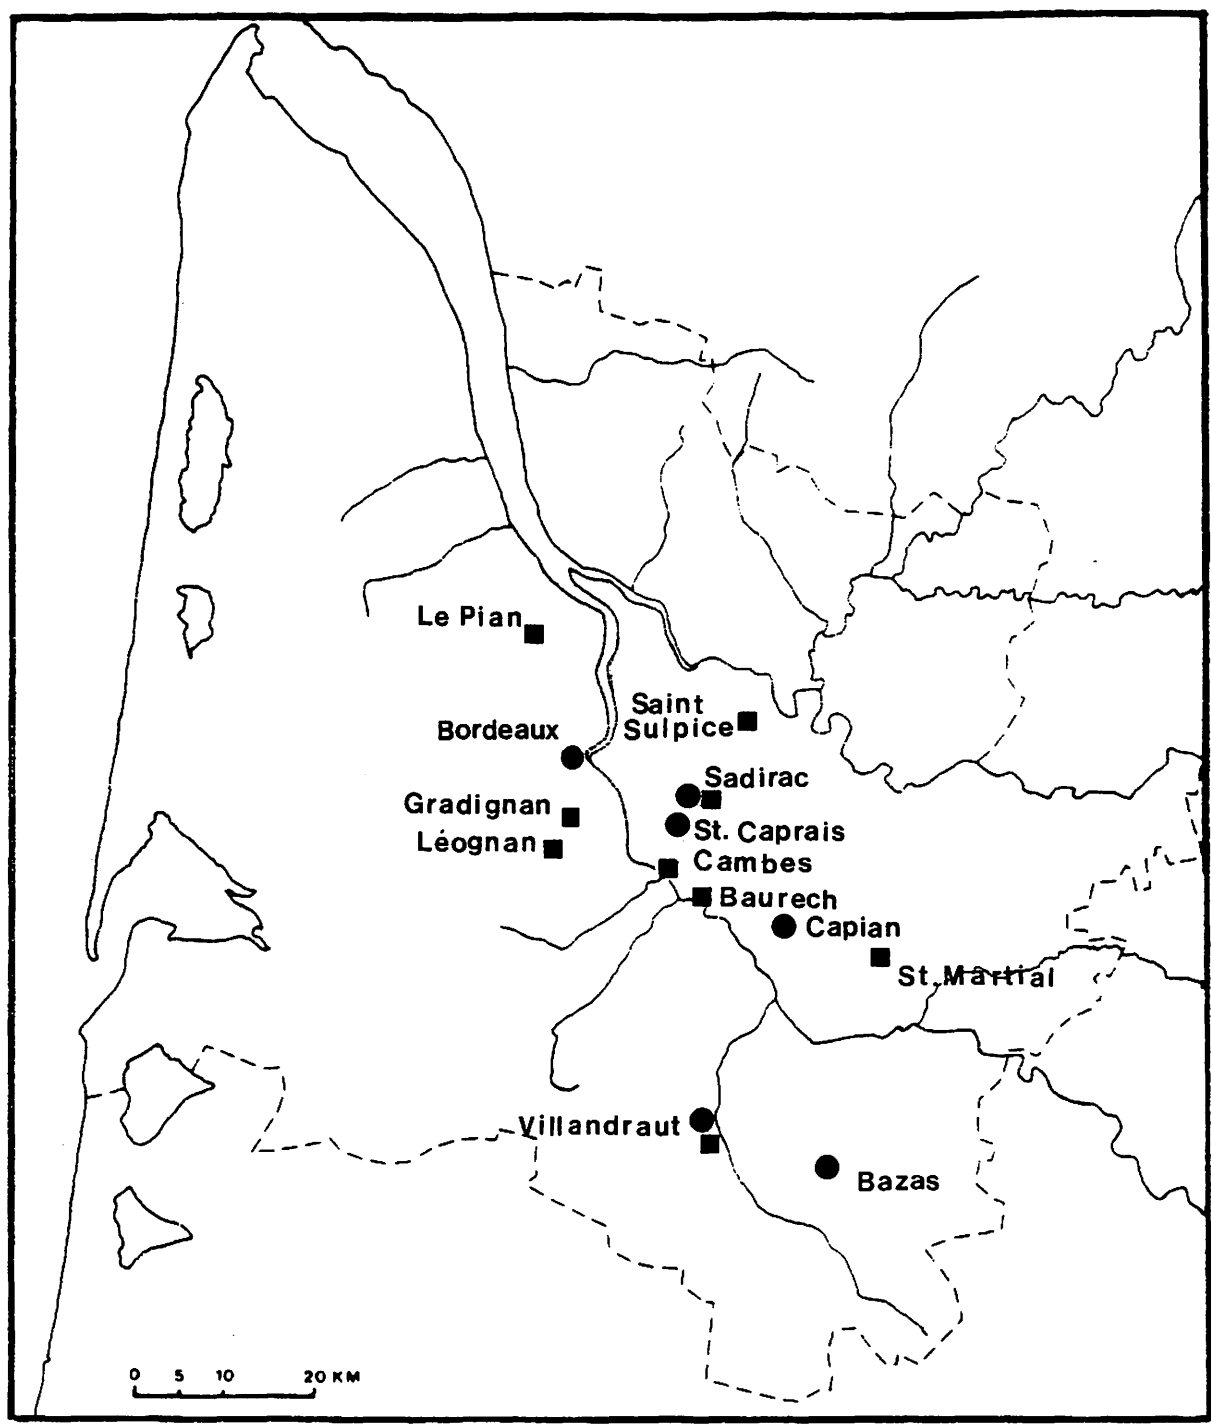 Le Pian
Saint
Sulpice
Bordeaux
Sadirac
Gradignan
St. Caprais
Léognan
Cambes
Baurech
Capian
St. Martial
Villandraut
Bazas
0 5 10 20 KM